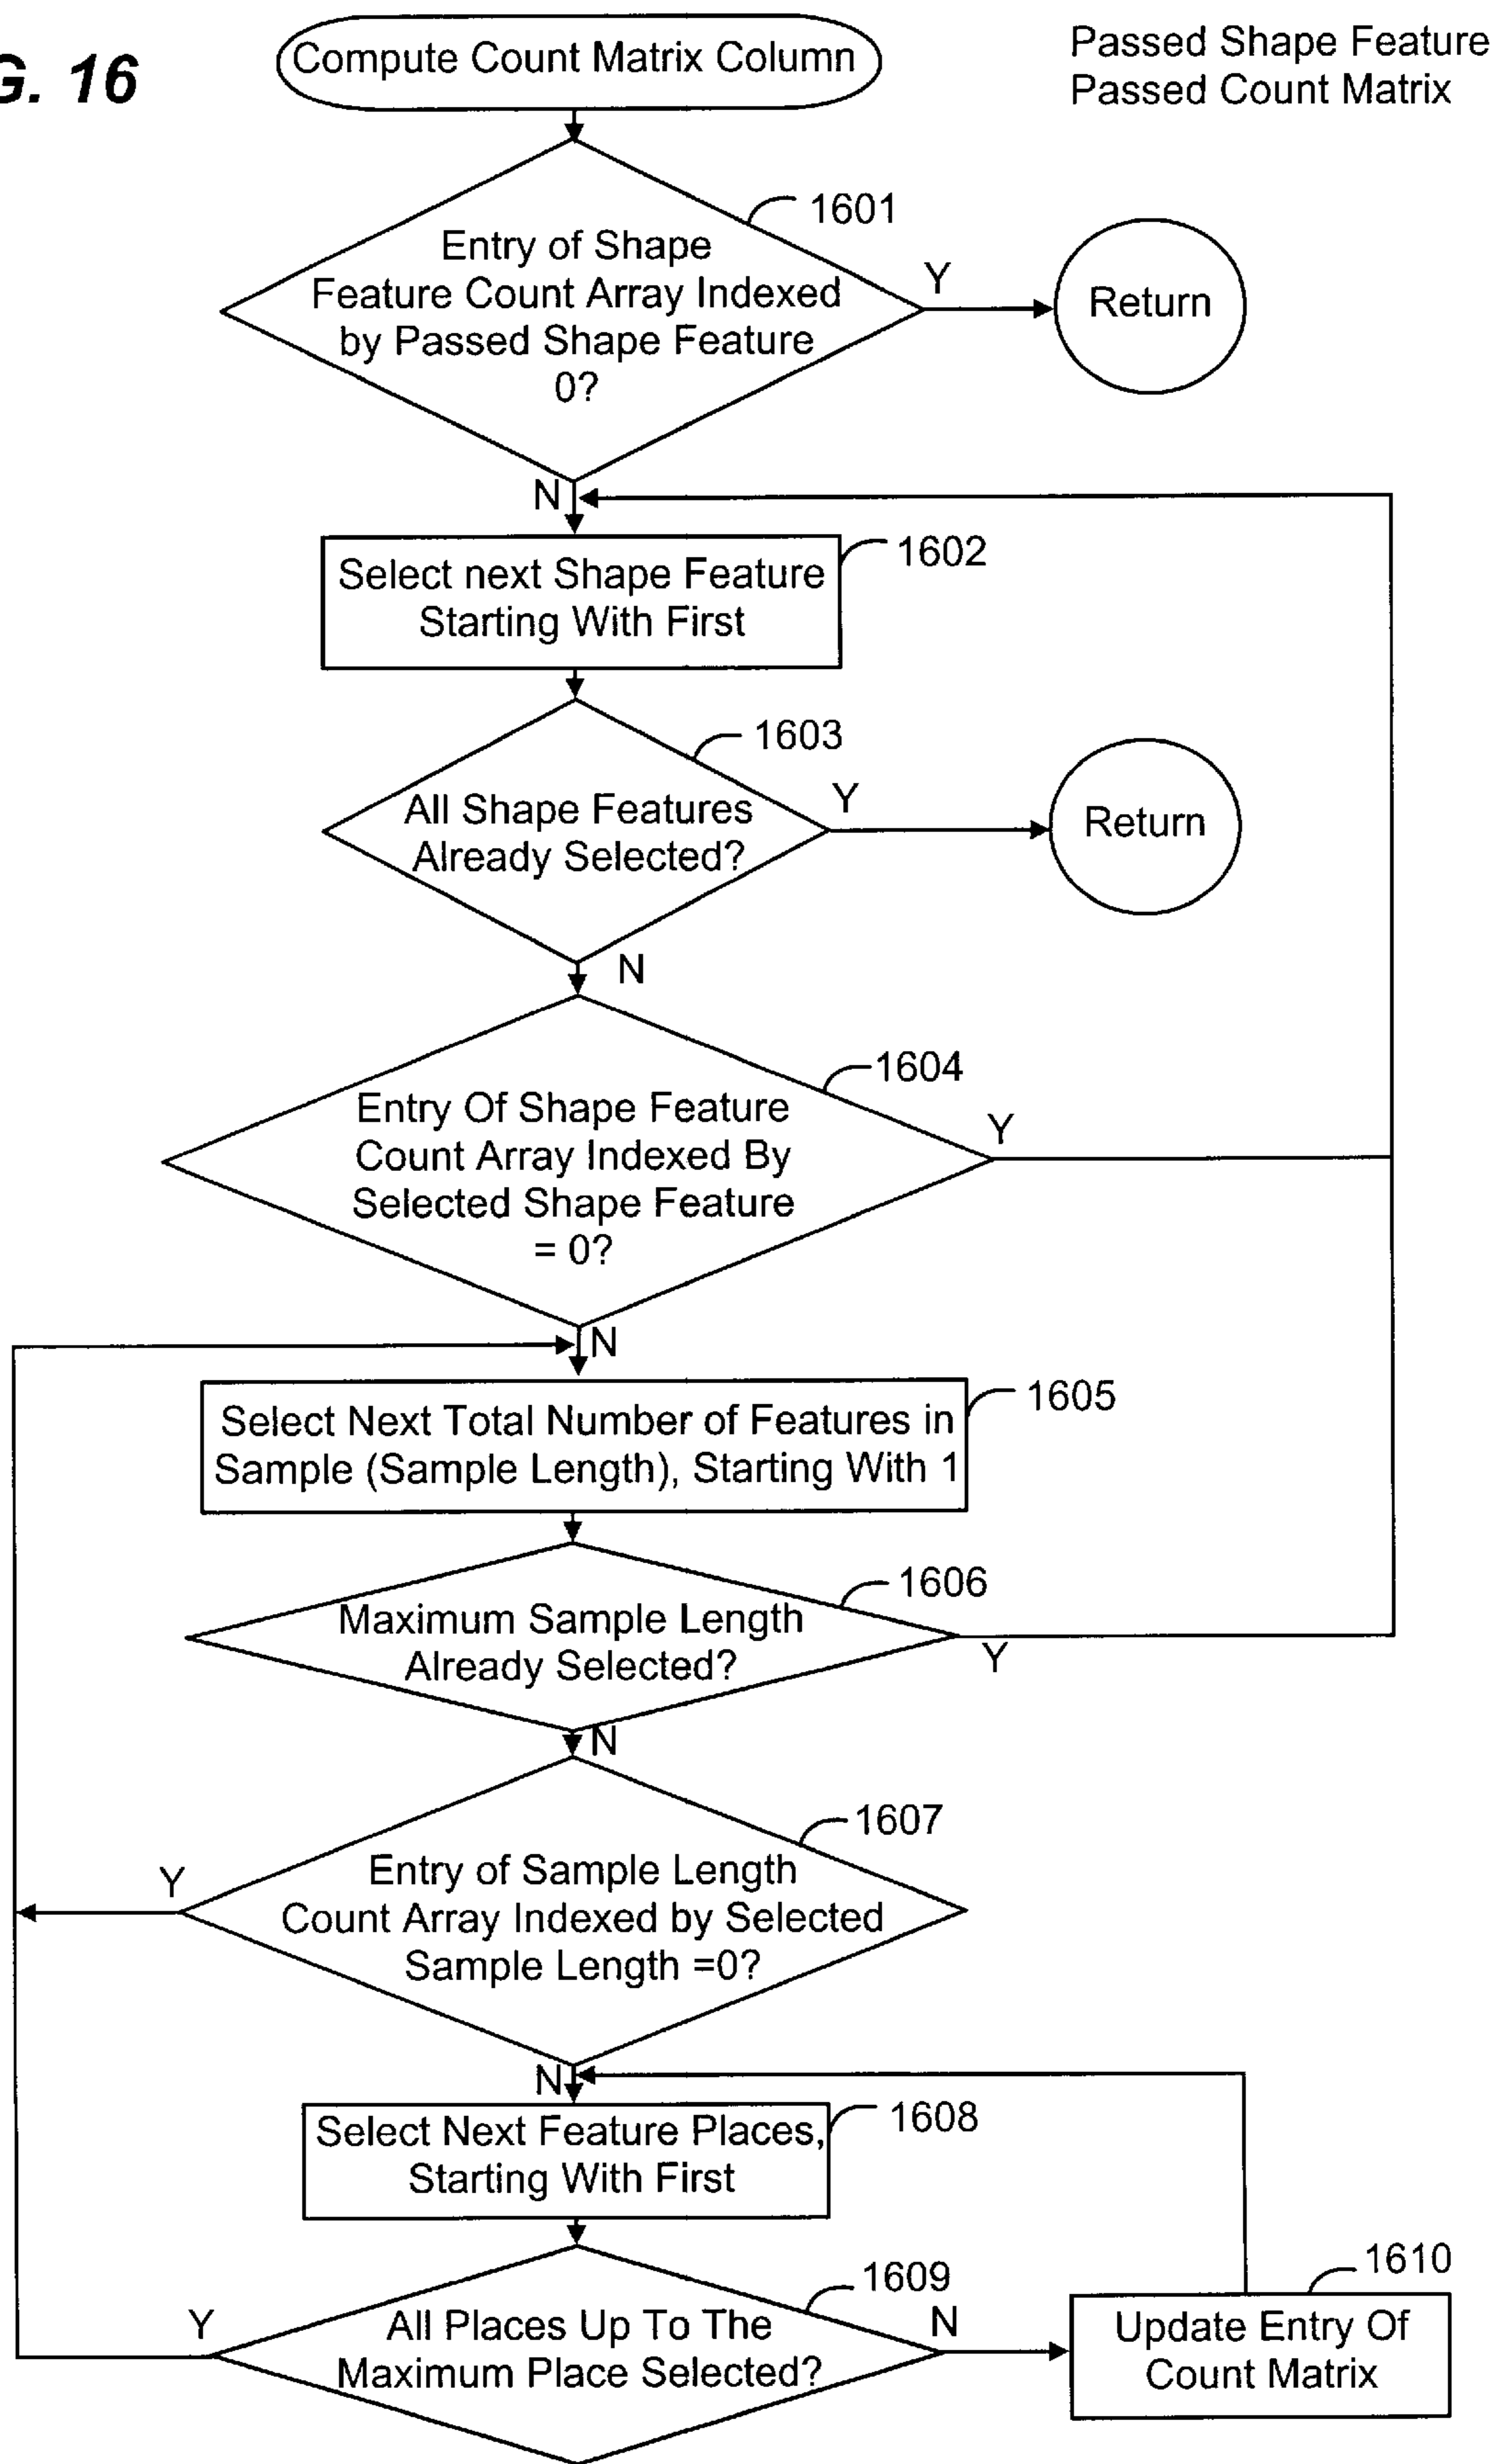 G. 16
Compute Count Matrix Column
Passed Shape Feature
Passed Count Matrix
1601
Entry of Shape
Feature Count Array Indexed
by Passed Shape Feature
0?
Y
Return
N
1602
Select next Shape Feature
Starting With First
1603
All Shape Features
Already Selected?
Y
Return
N
1604
Entry Of Shape Feature
Count Array Indexed By
Selected Shape Feature
= 0?
Y
N
1605
Select Next Total Number of Features in
Sample (Sample Length), Starting With 1
1606
Maximum Sample Length
Already Selected?
Y
N
1607
Entry of Sample Length
Count Array Indexed by Selected
Sample Length =0?
Y
N
1608
Select Next Feature Places,
Starting With First
1609
All Places Up To The
Maximum Place Selected?
Y
N
1610
Update Entry Of
Count Matrix